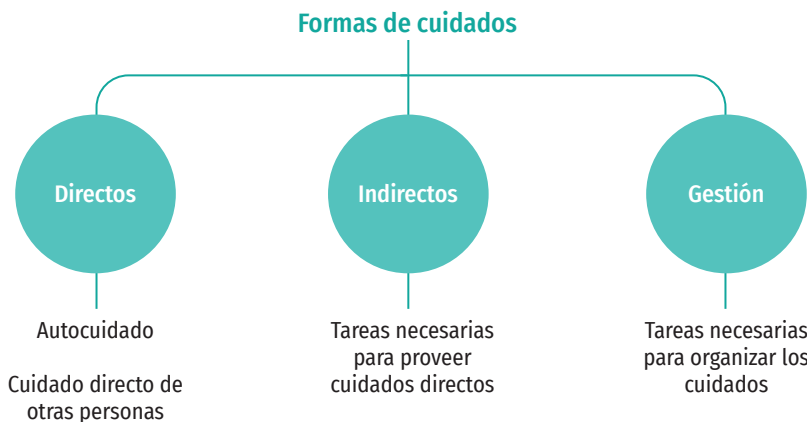 Formas de cuidados
Directos
Indirectos
Gestión
Autocuidado
Cuidado directo de
otras personas
Tareas necesarias
para proveer
cuidados directos
Tareas necesarias
para organizar los
cuidados